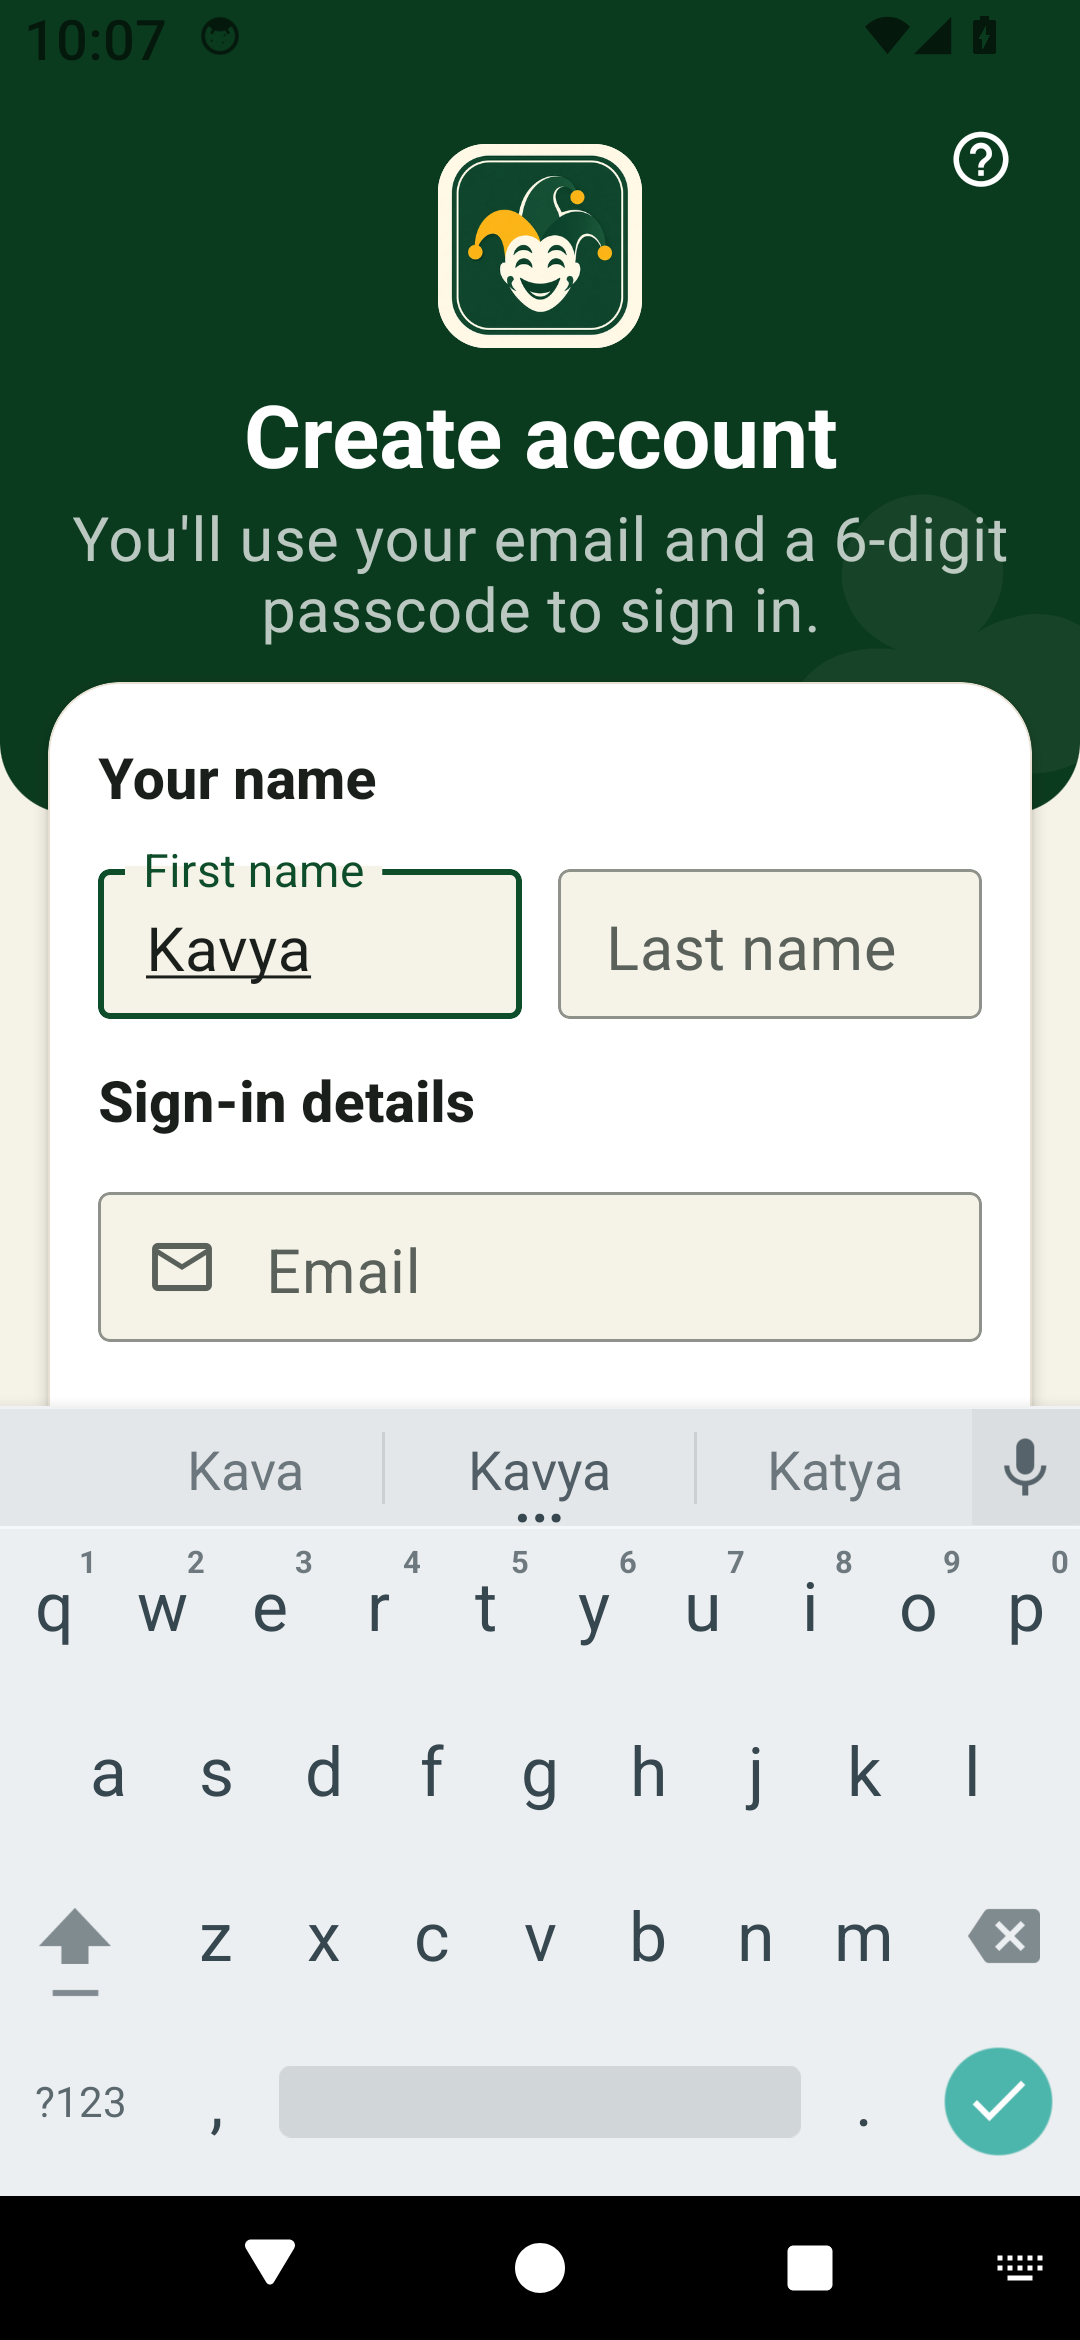 10:07
Create account
You'll use your email and a 6-digit
passcode to sign in.
Your name
First name
Kavya
Last name
Sign-in details
Email
Kava Kavya Katya
1 2 3 4 5 6 7 8 9 0
q w e r t y u i o p
a s d f g h j k l
z x c v b n m
?123 , .